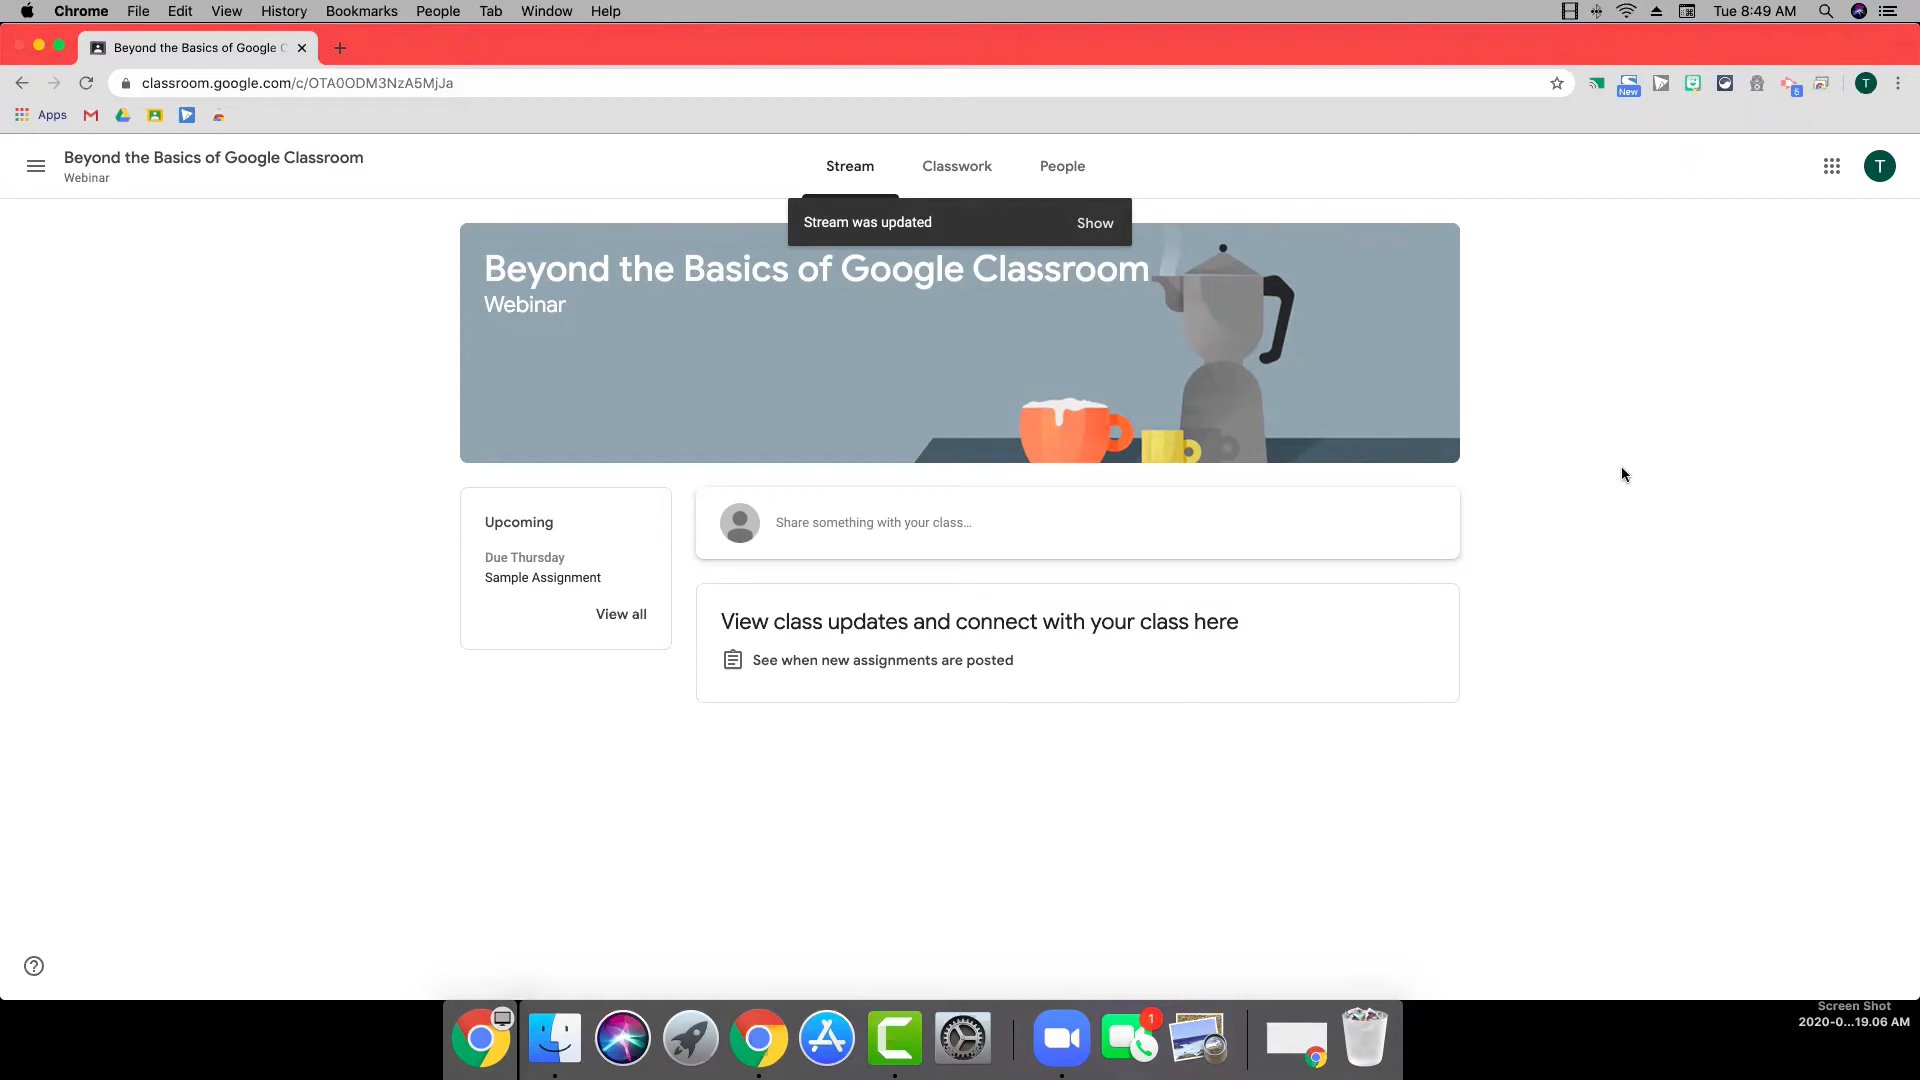 Chrome File Edit View History Bookmarks People Tab Window Help Tue 8:49 AM
Beyond the Basics of Google C
classroom.google.com/c/OTA0ODM3NzA5MjJa New 5 T
Apps
Beyond the Basics of Google Classroom
Webinar
Stream Classwork People T
Stream was updated Show
Beyond the Basics of Google Classroom
Webinar
Upcoming
Due Thursday
Sample Assignment
View all
Share something with your class...
View class updates and connect with your class here
See when new assignments are posted
1
Screen Shot
2020-0...19.06 AM